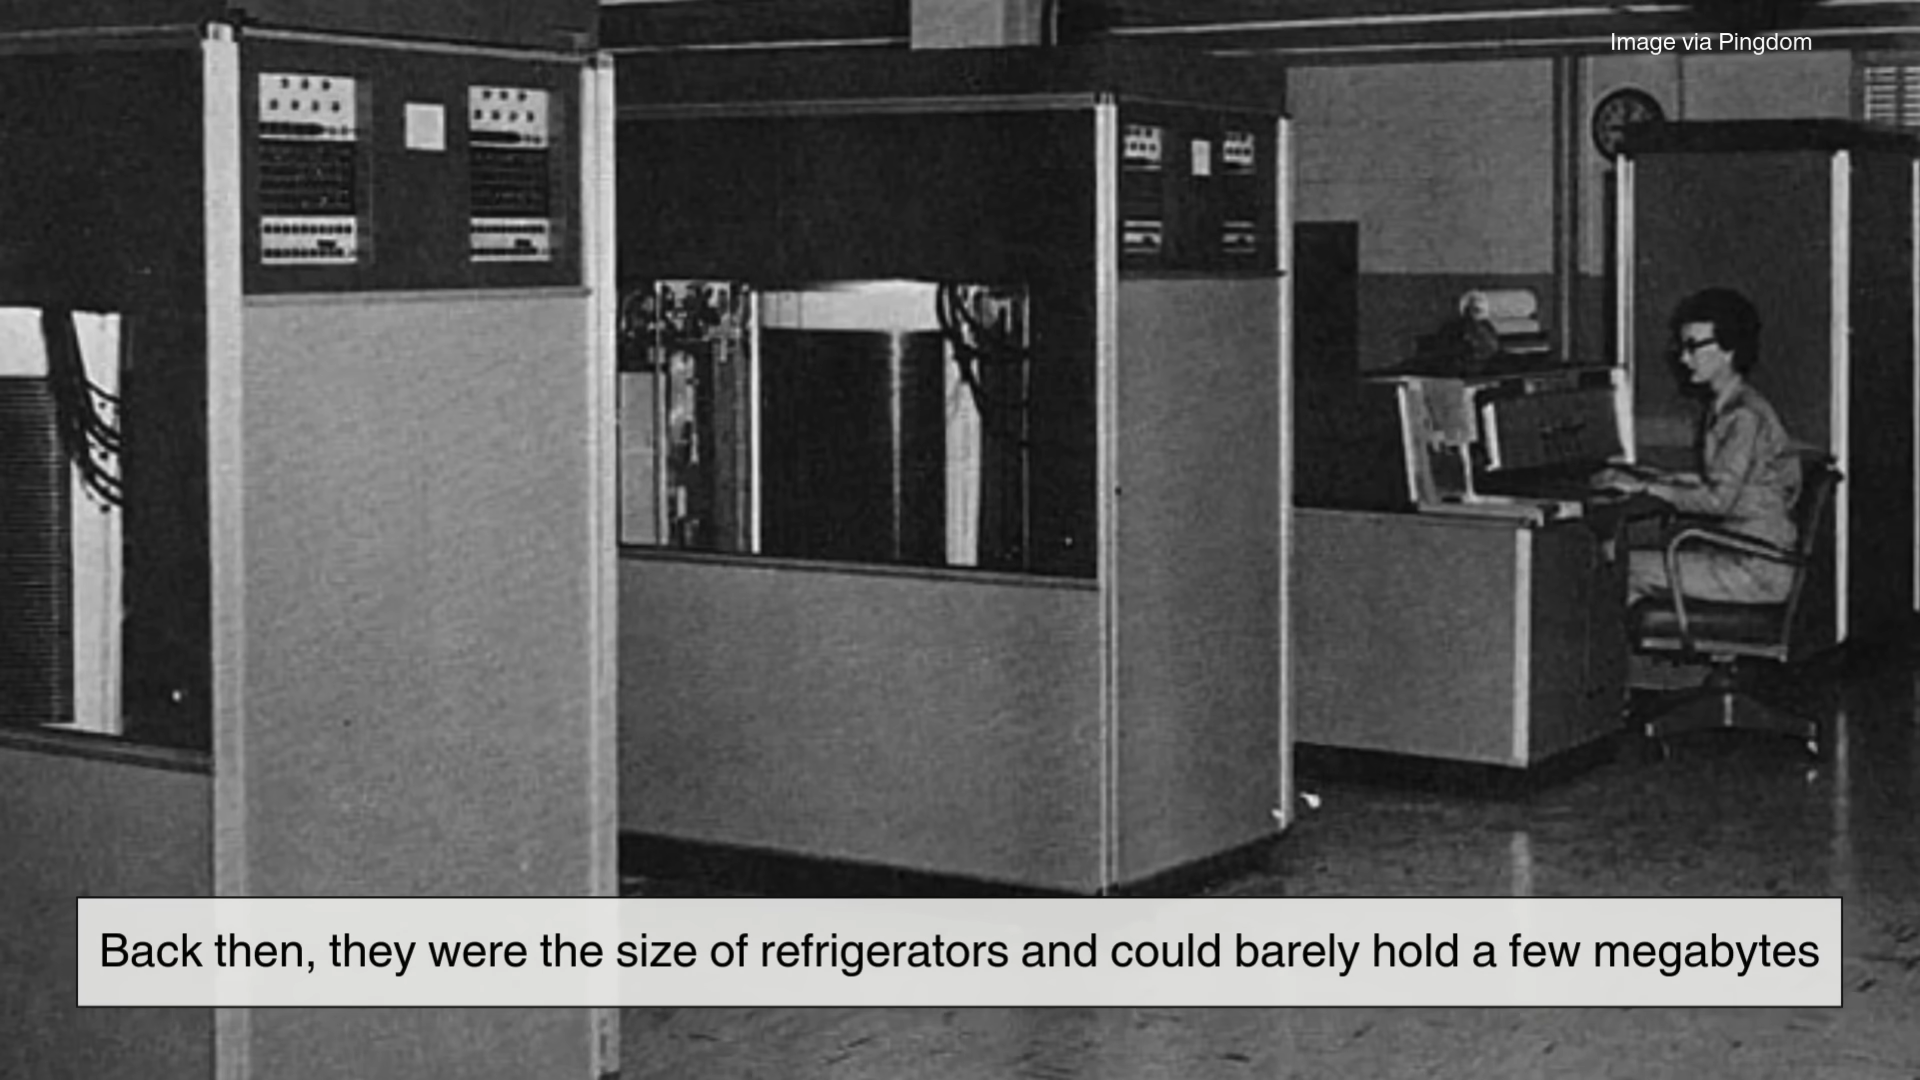 Image via Pingdom
Back then, they were the size of refrigerators and could barely hold a few megabytes